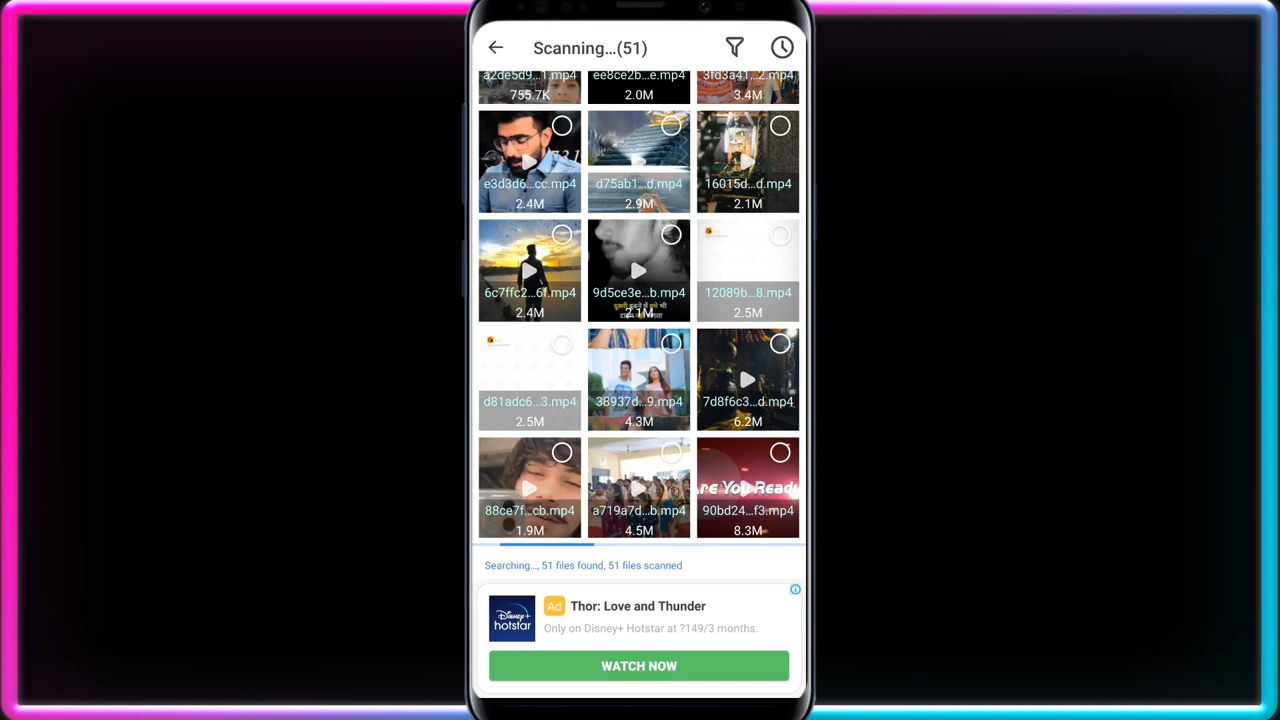 Scanning...(51)
a2de5d9...1.mp4
ee8ce2b...e.mp4
3fd3a41...2.mp4
755.7K
2.0M
3.4M
e3d3d6...cc.mp4
d75ab1...d.mp4
16015d...d.mp4
2.4M
2.9M
2.1M
6c7ffc2...6f.mp4
9d5ce3e...b.mp4
12089b...8.mp4
2.4M
2.1M
2.5M
d81adc6...3.mp4
38937d...9.mp4
7d8f6c3...d.mp4
2.5M
4.3M
6.2M
Are You Ready
88ce7f...cb.mp4
a719a7d...b.mp4
90bd24...f3.mp4
1.9M
4.5M
8.3M
Searching..., 51 files found, 51 files scanned
Disney+
hotstar
Ad Thor: Love and Thunder
Only on Disney+ Hotstar at ?149/3 months.
WATCH NOW